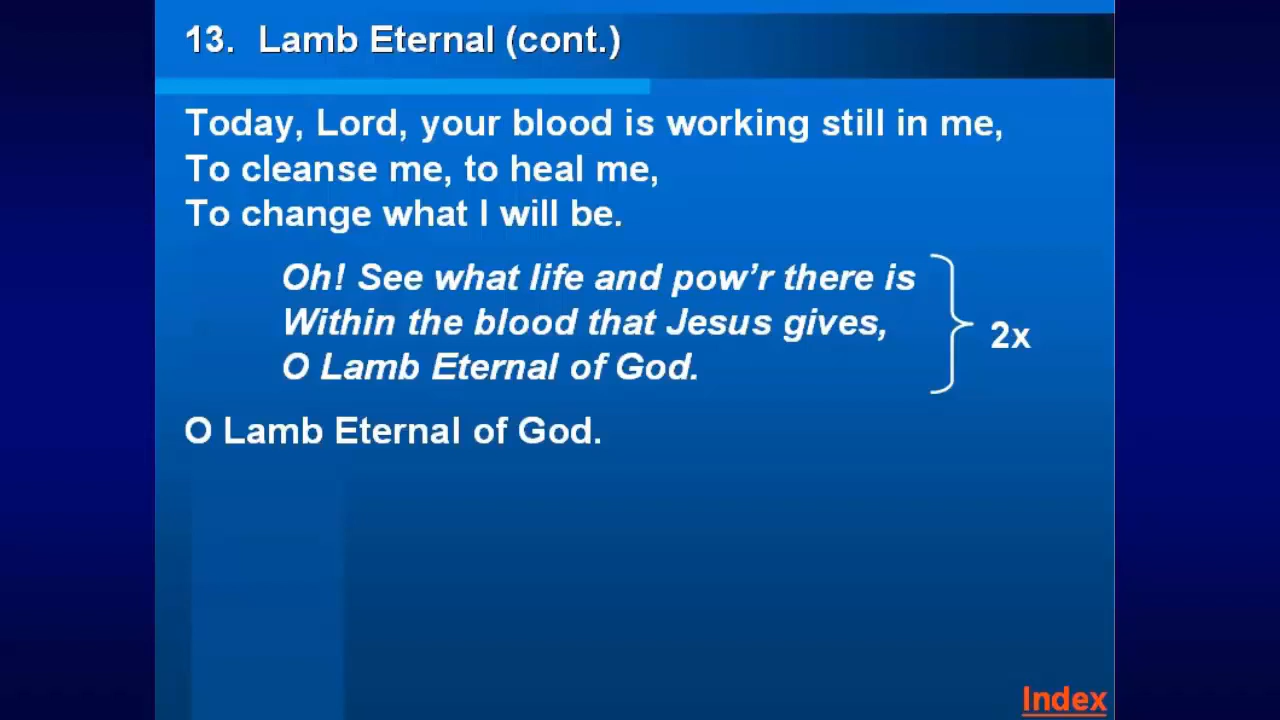 13. Lamb Eternal (cont.)
Today, Lord, your blood is working still in me,
To cleanse me, to heal me,
To change what I will be.
Oh! See what life and pow’r there is
Within the blood that Jesus gives,
O Lamb Eternal of God.
2x
O Lamb Eternal of God.
Index